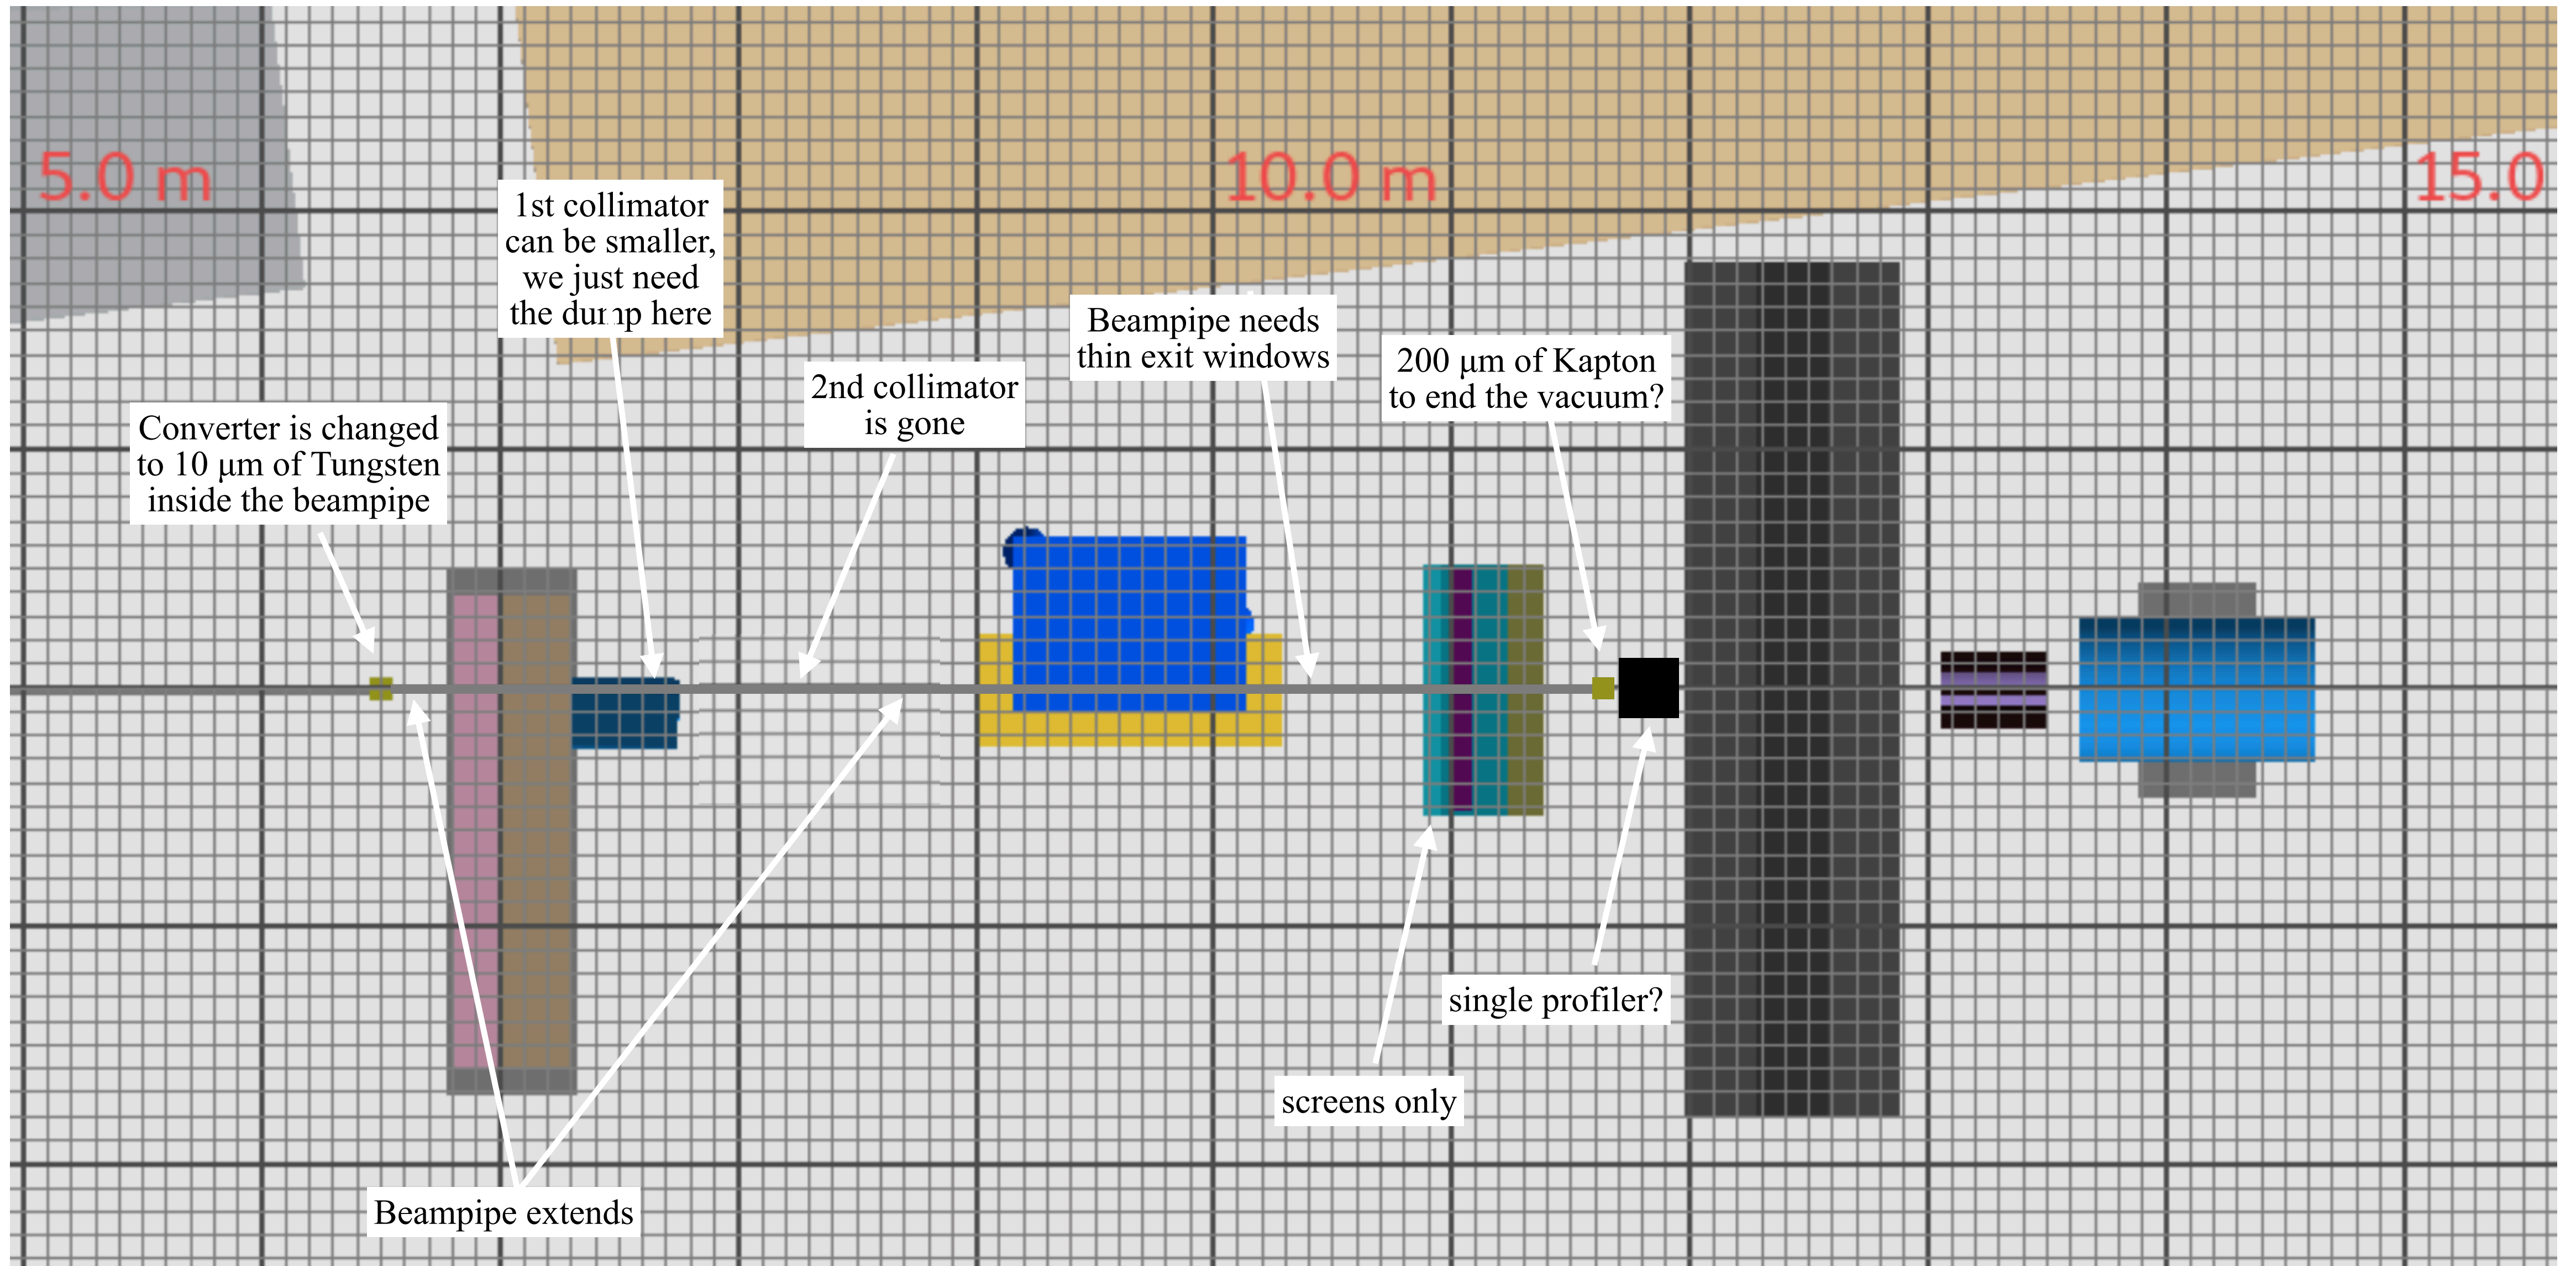 5.0 m
10.0 m
15.0
1st collimator
can be smaller,
we just need
the dump here
Beampipe needs
thin exit windows
200 μm of Kapton
to end the vacuum?
2nd collimator
is gone
Converter is changed
to 10 μm of Tungsten
inside the beampipe
single profiler?
screens only
Beampipe extends